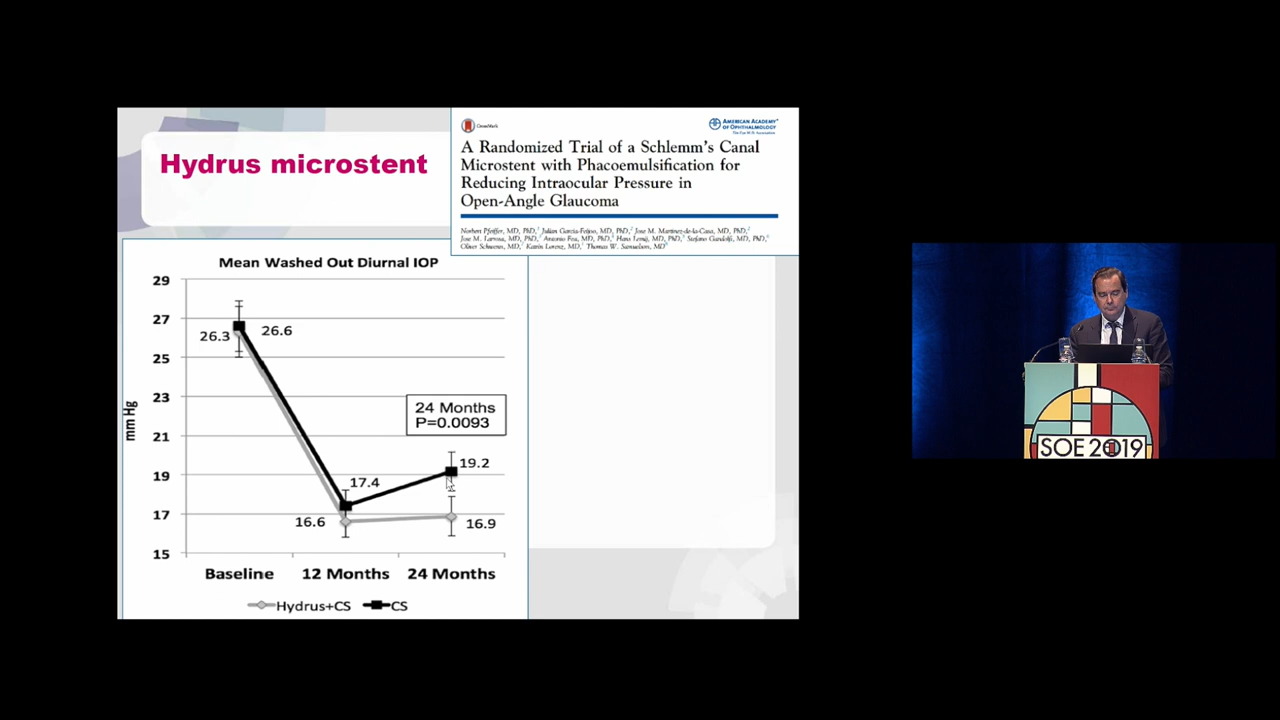 Hydrus microstent
CrossMark
AMERICAN ACADEMY
OF OPHTHALMOLOGY
A Randomized Trial of a Schlemm's Canal
Microstent with Phacoemulsification for
Reducing Intraocular Pressure in
Open-Angle Glaucoma
Norbert Pfeiffer, MD, PhD, Julian Garcia-Feijoo, MD, PhD, Jose M. Martinez-de-la-Casa, MD, PhD,
Jose M. Larrosa, MD, PhD, Antonio Fea, MD, PhD, Hans Lemij, MD, PhD, Stefano Gandolfi, MD, PhD,
Oliver Schwenn, MD, Katrin Lorenz, MD, Thomas W. Samuelson, MD
Mean Washed Out Diurnal IOP
29
27
25
23
21
19
17
15
mm Hg
26.3
26.6
24 Months
P=0.0093
17.4
19.2
16.6
16.9
Baseline 12 Months 24 Months
Hydrus+CS CS
SOE 2019